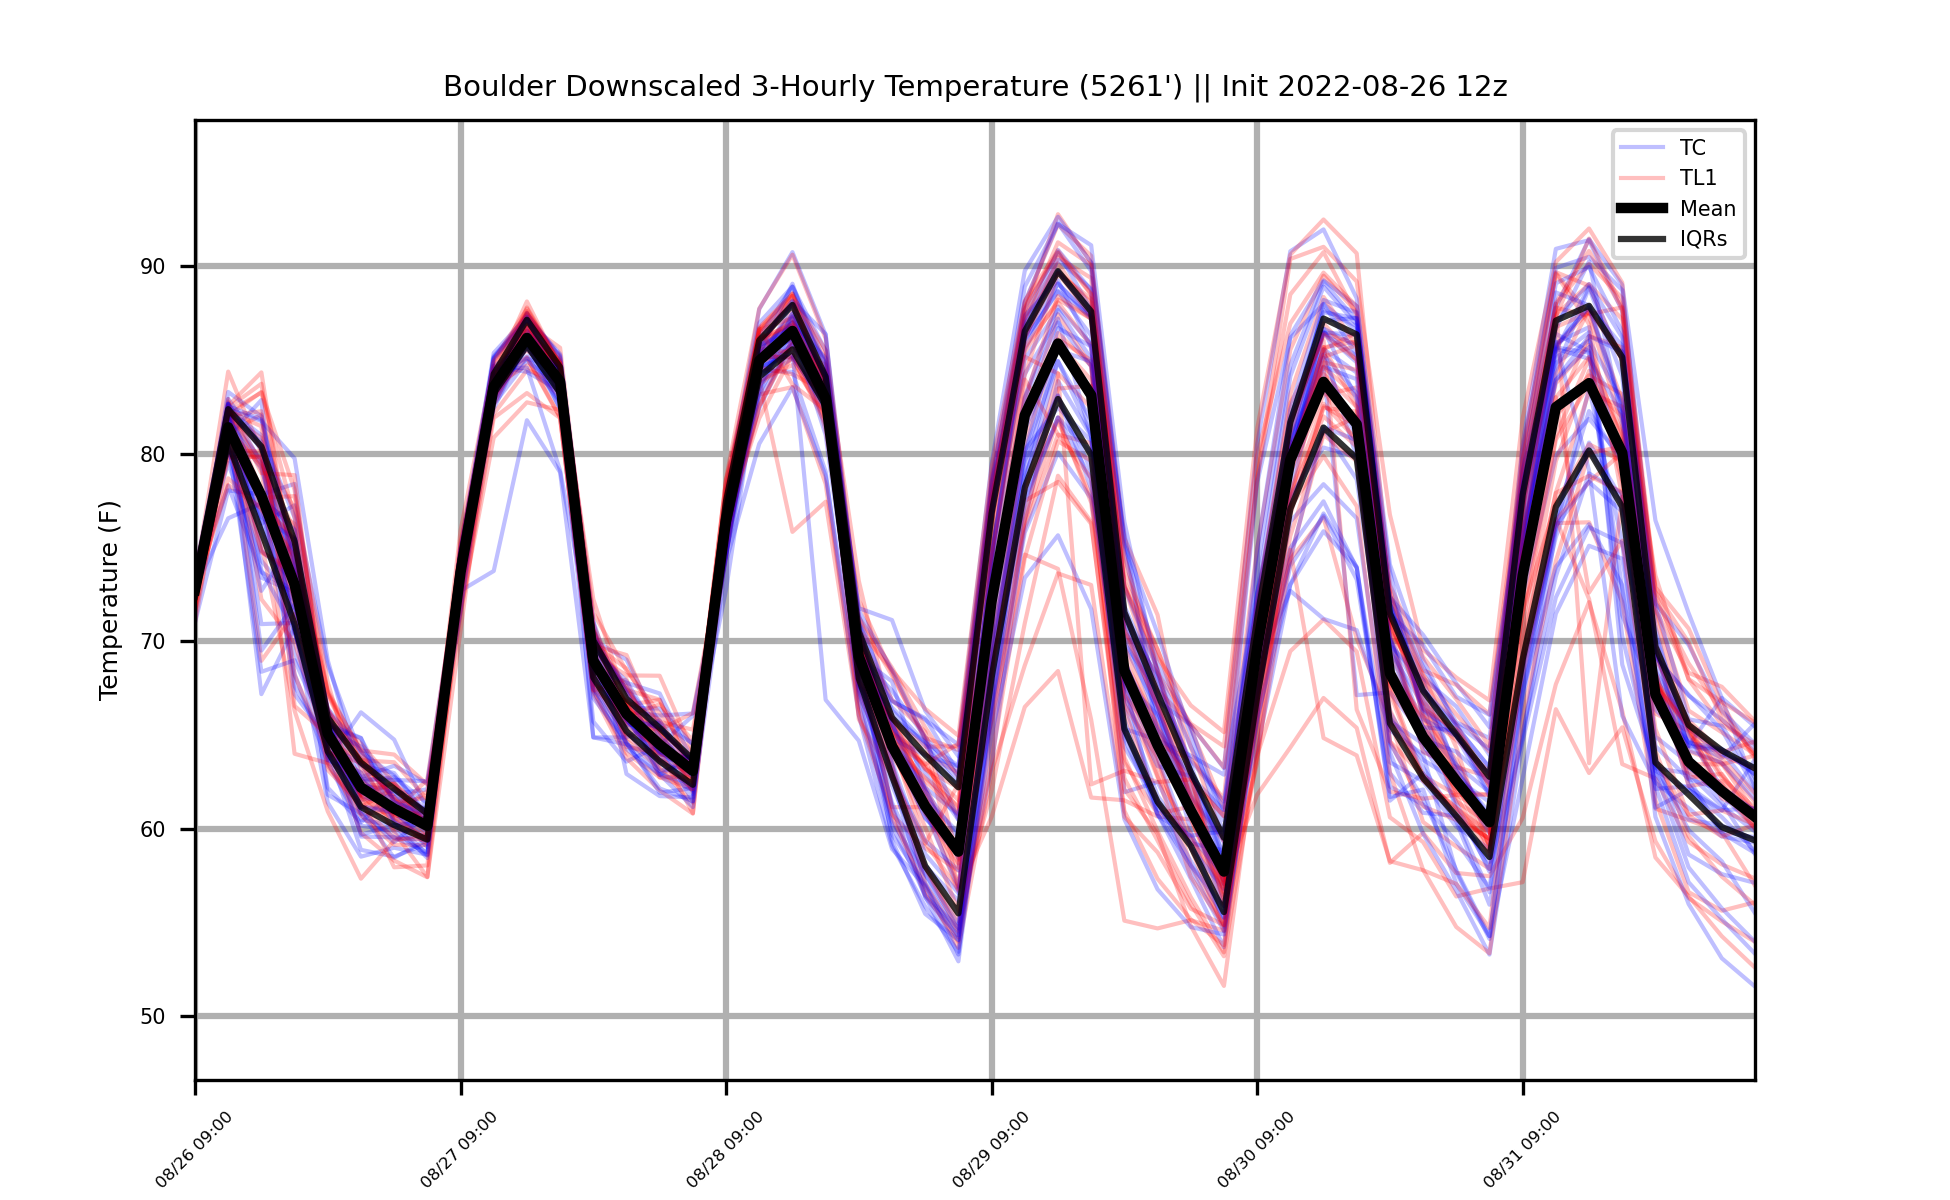 Boulder Downscaled 3-Hourly Temperature (5261') || Init 2022-08-26 12z
TC
TL1
Mean
IQRs
Temperature (F)
90
80
70
60
50
08/26 09:00
08/27 09:00
08/28 09:00
08/29 09:00
08/30 09:00
08/31 09:00